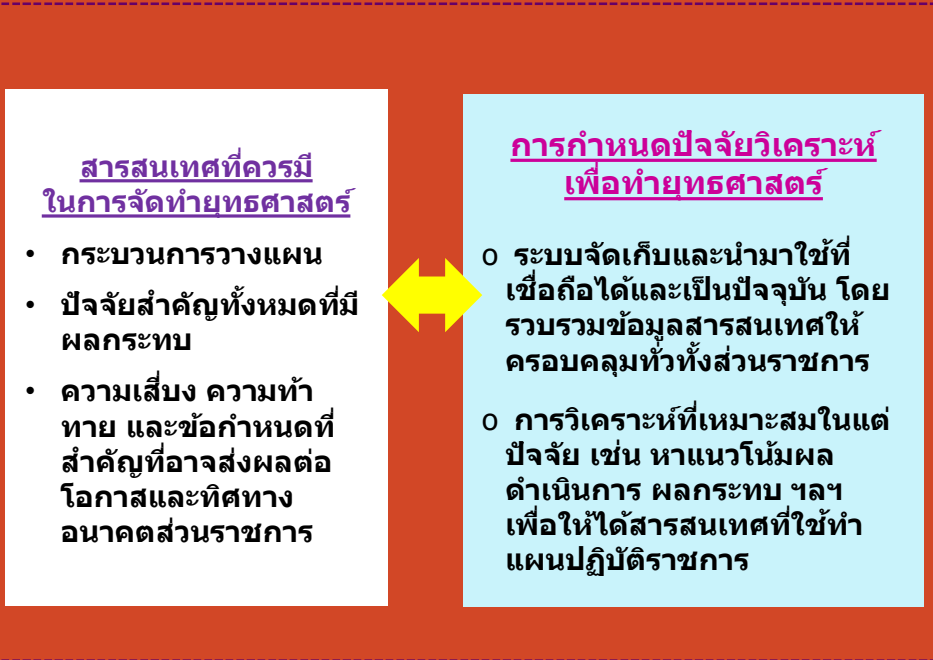 สารสนเทศที่ควรมี
ในการจัดทำยุทธศาสตร์
• กระบวนการวางแผน
• ปัจจัยสำคัญทั้งหมดที่มี
ผลกระทบ
• ความเสี่บง ความท้า
ทาย และข้อกำหนดที่
สำคัญที่อาจส่งผลต่อ
โอกาสและทิศทาง
อนาคตส่วนราชการ
การกำหนดปัจจัยวิเคราะห์
เพื่อทำยุทธศาสตร์
o ระบบจัดเก็บและนำมาใช้ที่
เชื่อถือได้และเป็นปัจจุบัน โดย
รวบรวมข้อมูลสารสนเทศให้
ครอบคลุมทั่วทั้งส่วนราชการ
o การวิเคราะห์ที่เหมาะสมในแต่
ปัจจัย เช่น หาแนวโน้มผล
ดำเนินการ ผลกระทบ ฯลฯ
เพื่อให้ได้สารสนเทศที่ใช้ทำ
แผนปฏิบัติราชการ